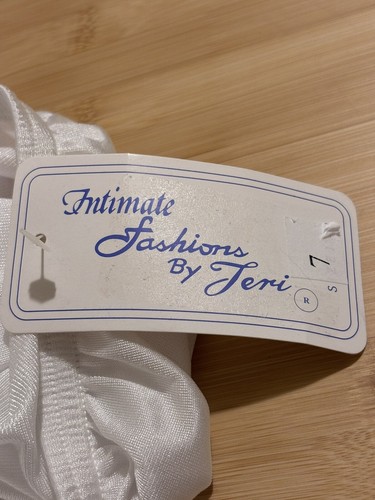 Intimate
Fashions
By Teri
R
7
S